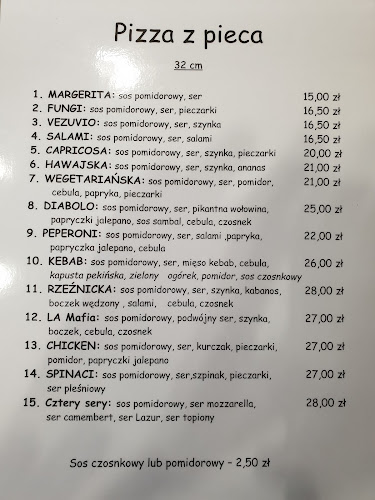 Pizza z pieca
32 cm
1. MARGERITA: sos pomidorowy, ser 15,00 zł
2. FUNGI: sos pomidorowy, ser, pieczarki 16,50 zł
3. VEZUVIO: sos pomidorowy, ser, szynka 16,50 zł
4. SALAMI: sos pomidorowy, ser, salami 16,50 zł
5. CAPRICOSA: sos pomidorowy, ser, szynka, pieczarki 20,00 zł
6. HAWAJSKA: sos pomidorowy, ser, szynka, ananas 21,00 zł
7. WEGETARIAŃSKA: sos pomidorowy, ser, pomidor, 21,00 zł
cebula, papryka, pieczarki
8. DIABOLO: sos pomidorowy, ser, pikantna wołowina, 25,00 zł
papryczki jalapeno, sos sambal, cebula, czosnek
9. PEPERONI: sos pomidorowy, ser, salami ,papryka, 22,00 zł
papryczka jalepano, cebula
10. KEBAB: sos pomidorowy, ser, mięso kebab, cebula, 26,00 zł
kapusta pekińska, zielony ogórek, pomidor, sos czosnkowy
11. RZEŹNICKA: sos pomidorowy, ser, szynka, kabanos, 28,00 zł
boczek wędzony , salami, cebula, czosnek
12. LA Mafia: sos pomidorowy, podwójny ser, szynka, 27,00 zł
boczek, cebula, czosnek
13. CHICKEN: sos pomidorowy, ser, kurczak, pieczarki, 27,00 zł
pomidor, papryczki jalapeno
14. SPINACI: sos pomidorowy, ser,szpinak, pieczarki, 27,00 zł
ser pleśniowy
15. Cztery sery: sos pomidorowy, ser mozzarella, 28,00 zł
ser camembert, ser Lazur, ser topiony
Sos czosnkowy lub pomidorowy – 2,50 zł